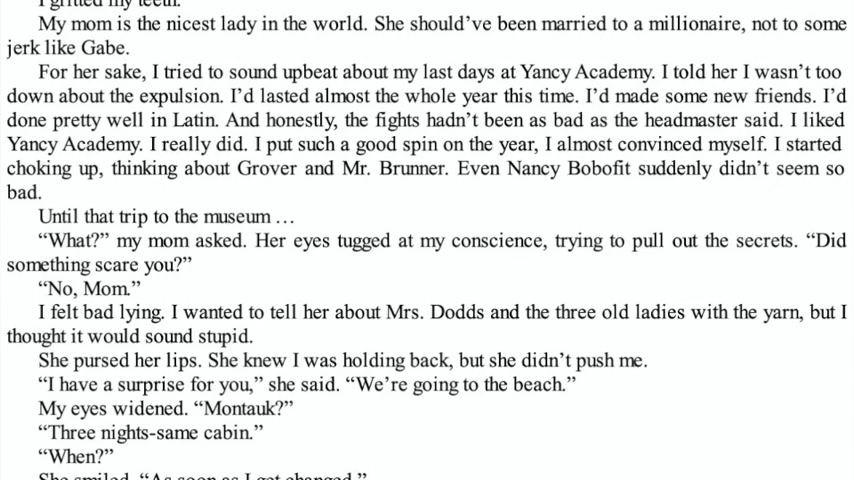 I gritted my teeth.
My mom is the nicest lady in the world. She should’ve been married to a millionaire, not to some
jerk like Gabe.
For her sake, I tried to sound upbeat about my last days at Yancy Academy. I told her I wasn’t too
down about the expulsion. I’d lasted almost the whole year this time. I’d made some new friends. I’d
done pretty well in Latin. And honestly, the fights hadn’t been as bad as the headmaster said. I liked
Yancy Academy. I really did. I put such a good spin on the year, I almost convinced myself. I started
choking up, thinking about Grover and Mr. Brunner. Even Nancy Bobofit suddenly didn’t seem so
bad.
Until that trip to the museum …
“What?” my mom asked. Her eyes tugged at my conscience, trying to pull out the secrets. “Did
something scare you?”
“No, Mom.”
I felt bad lying. I wanted to tell her about Mrs. Dodds and the three old ladies with the yarn, but I
thought it would sound stupid.
She pursed her lips. She knew I was holding back, but she didn’t push me.
“I have a surprise for you,” she said. “We’re going to the beach.”
My eyes widened. “Montauk?”
“Three nights-same cabin.”
“When?”
She smiled. “As soon as I get changed.”